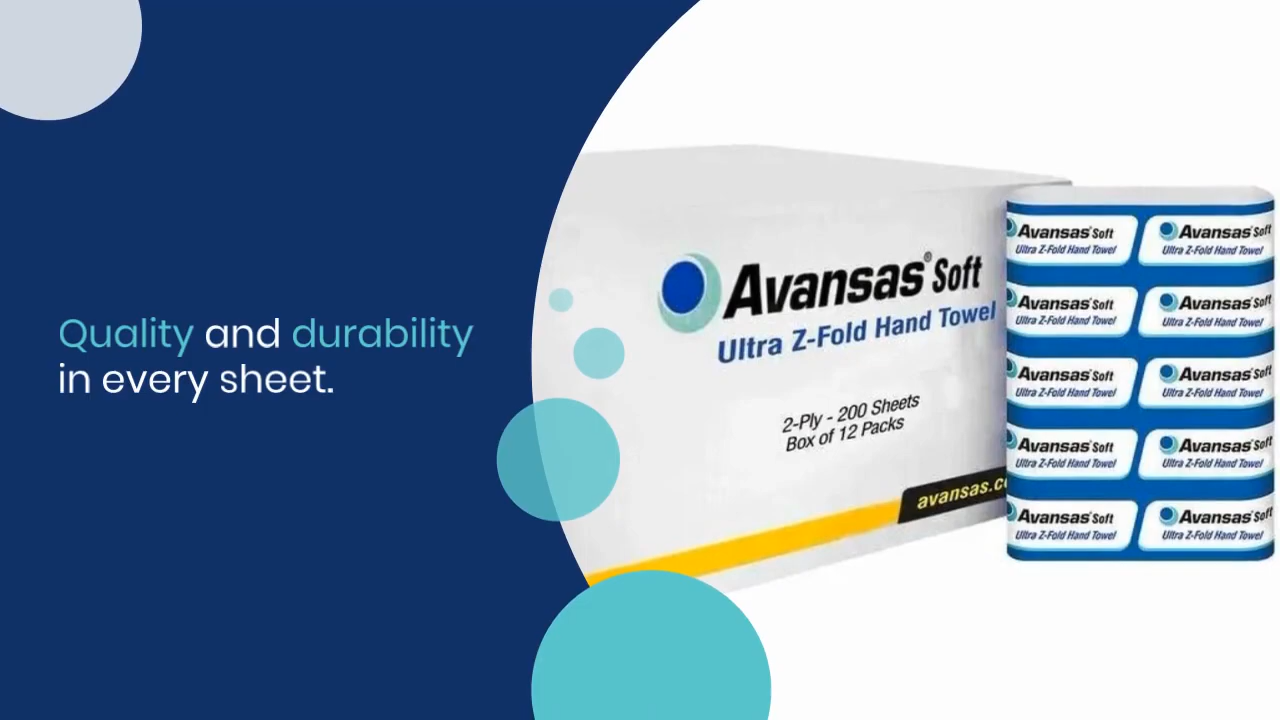 Quality and durability
in every sheet.
Avansas® Soft
Ultra Z-Fold Hand Towel
2-Ply - 200 Sheets
Box of 12 Packs
avansas.c
Avansas® Soft
Ultra Z-Fold Hand Towel
Avansas® Soft
Ultra Z-Fold Hand Towel
Avansas® Soft
Ultra Z-Fold Hand Towel
Avansas® Soft
Ultra Z-Fold Hand Towel
Avansas® Soft
Ultra Z-Fold Hand Towel
Avansas® Soft
Ultra Z-Fold Hand Towel
Avansas® Soft
Ultra Z-Fold Hand Towel
Avansas® Soft
Ultra Z-Fold Hand Towel
Avansas® Soft
Ultra Z-Fold Hand Towel
Avansas® Soft
Ultra Z-Fold Hand Towel